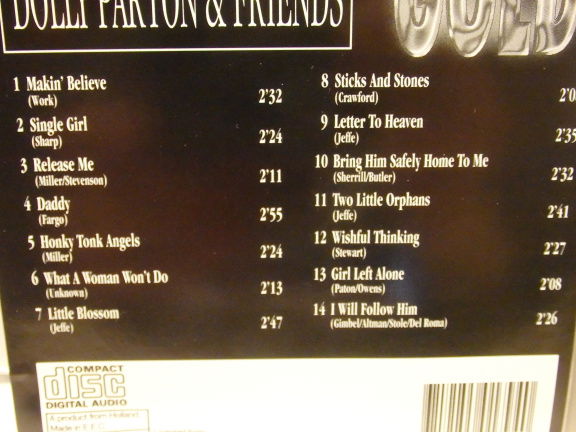 DOLLY PARTON & FRIENDS
GOLD
1 Makin' Believe
(Work)
2'32
2 Single Girl
(Sharp)
2'24
3 Release Me
(Miller/Stevenson)
2'11
4 Daddy
(Fargo)
2'55
5 Honky Tonk Angels
(Miller)
2'24
6 What A Woman Won't Do
(Unknown)
2'13
7 Little Blossom
(Jeffe)
2'47
8 Sticks And Stones
(Crawford)
9 Letter To Heaven
(Jeffe)
2'35
10 Bring Him Safely Home To Me
(Sherrill/Butler)
2'32
11 Two Little Orphans
(Jeffe)
2'41
12 Wishful Thinking
(Stewart)
2'27
13 Girl Left Alone
(Paton/Owens)
2'08
14 I Will Follow Him
(Gimbel/Altman/Stole/Del Roma)
2'26
COMPACT
disc
DIGITAL AUDIO
A product from Holland
Made in E.E.C.